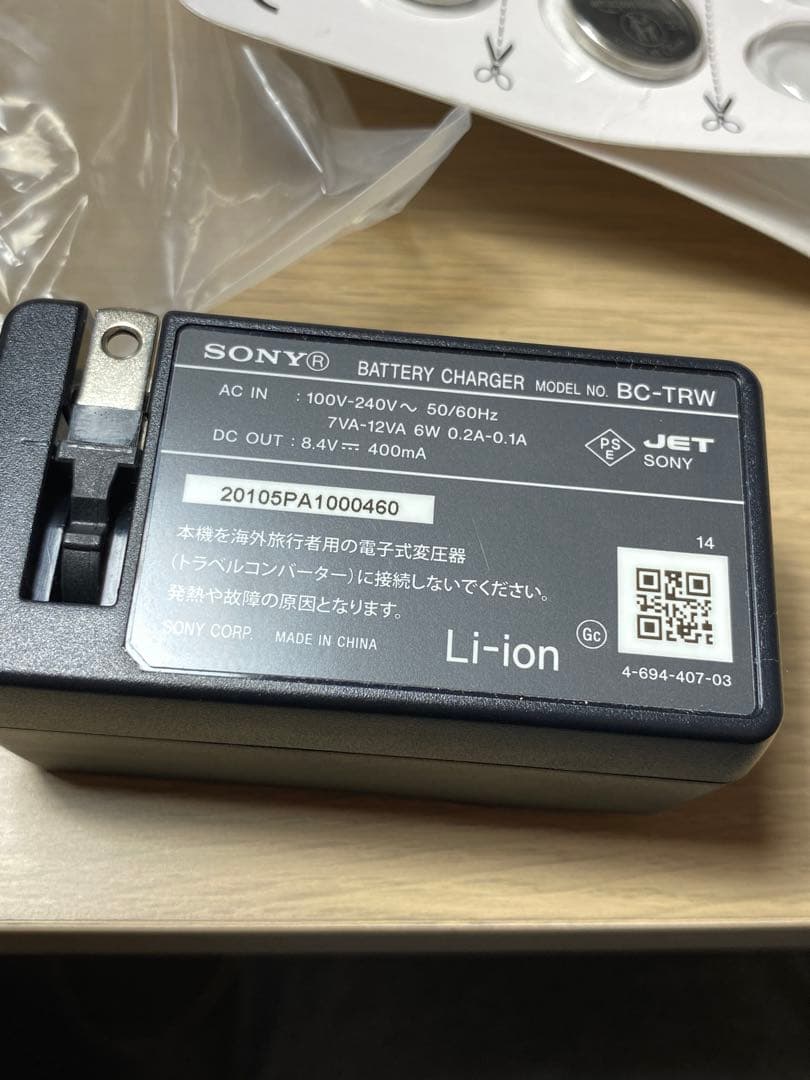 SONY® BATTERY CHARGER MODEL NO. BC-TRW
AC IN : 100V-240V～ 50/60Hz
7VA-12VA 6W 0.2A-0.1A
DC OUT : 8.4V⎓ 400mA
PS
E
JET
SONY
20105PA1000460
14
本機を海外旅行者用の電子式変圧器
(トラベルコンバーター)に接続しないでください。
発熱や故障の原因となります。
SONY CORP. MADE IN CHINA
Li-ion
Gc
4-694-407-03